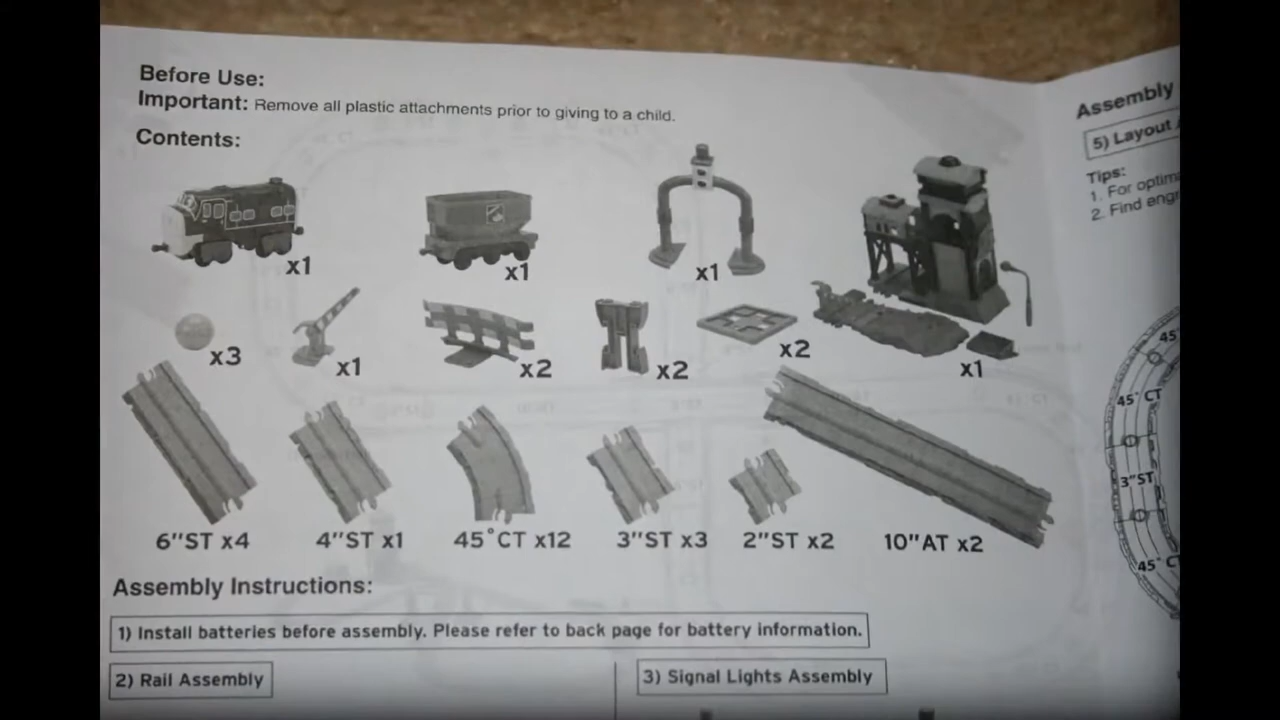 Before Use:
Important: Remove all plastic attachments prior to giving to a child.
Contents:
x1
x1
x1
x3
x1
x2
x2
x2
x1
6"ST x4
4"ST x1
45°CT x12
3"ST x3
2"ST x2
10"AT x2
Assembly Instructions:
1) Install batteries before assembly. Please refer to back page for battery information.
2) Rail Assembly
3) Signal Lights Assembly
Assembly
5) Layout
Tips:
1. For
2. Find
45
45° CT
3"ST
45°